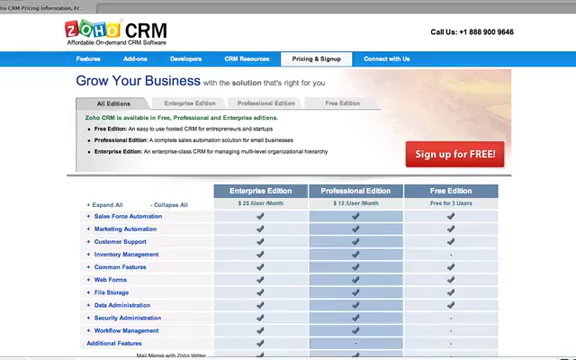 ho CRM Pricing Information, Fr...
ZOHO CRM
Affordable On-demand CRM Software
Call Us: +1 888 900 9646
Features Add-ons Developers CRM Resources Pricing & Signup Connect with Us
Grow Your Business with the solution that's right for you
All Editions Enterprise Edition Professional Edition Free Edition
Zoho CRM is available in Free, Professional and Enterprise editions.
Free Edition: An easy to use hosted CRM for entrepreneurs and startups
Professional Edition: A complete sales automation solution for small businesses
Enterprise Edition: An enterprise-class CRM for managing multi-level organizational hierarchy
Sign up for FREE!
Enterprise Edition Professional Edition Free Edition
+ Expand All - Collapse All $ 25 /User /Month $ 12 /User /Month Free for 3 Users
+ Sales Force Automation
+ Marketing Automation
+ Customer Support
+ Inventory Management -
+ Common Features
+ Web Forms
+ File Storage
+ Data Administration
+ Security Administration -
+ Workflow Management -
Additional Features - -
Mail Merge with Zoho Writer